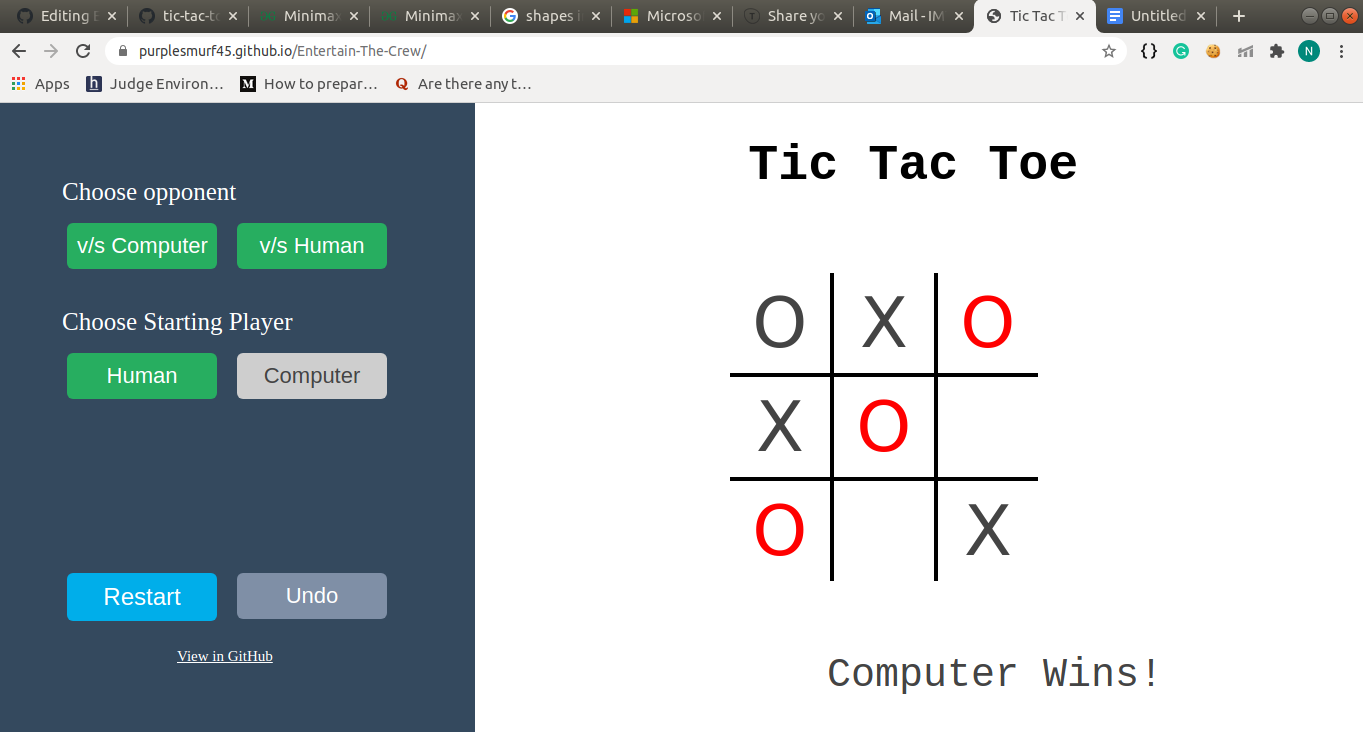 Editing E
tic-tac-to
Minimax
Minimax
shapes i
Microso
Share yo
Mail - IM
Tic Tac T
Untitled
purplesmurf45.github.io/Entertain-The-Crew/
N
Apps
h Judge Environ…
M How to prepar…
Q Are there any t…
Tic Tac Toe
Choose opponent
v/s Computer v/s Human
Choose Starting Player
Human Computer
O X O
X O
O X
Restart Undo
View in GitHub
Computer Wins!